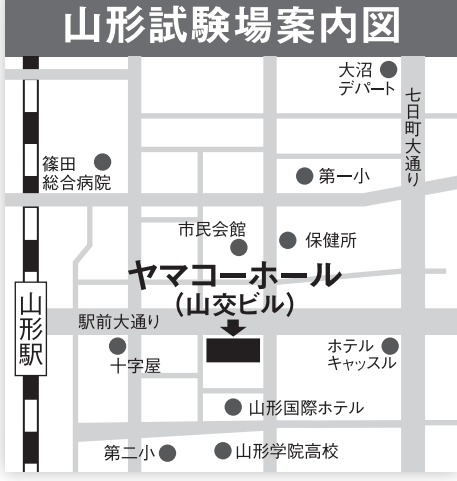 山形試験場案内図
大沼
デパート
七日町大通り
篠田
総合病院
第一小
市民会館
保健所
ヤマコーホール
(山交ビル)
山形駅
駅前大通り
十字屋
ホテル
キャッスル
山形国際ホテル
第二小
山形学院高校